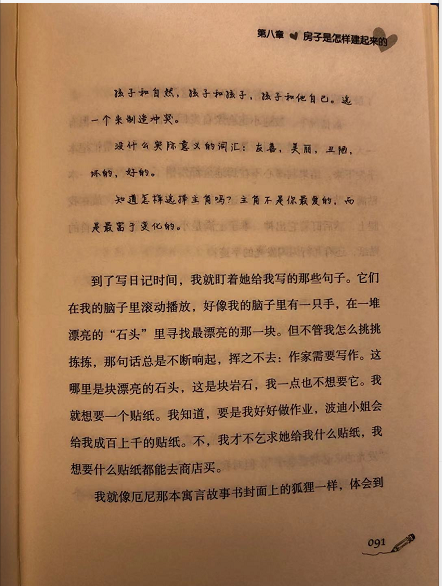 第八章 房子是怎样建起来的
孩子和自然，孩子和孩子，孩子和他自己。选
一个来制造冲突。
没什么实际意义的词汇：友善，美丽，丑陋，
坏的，好的。
知道怎样选择主角吗？主角不是你最爱的，而
是最富于变化的。
到了写日记时间，我就盯着她给我写的那些句子。它们
在我的脑子里滚动播放，好像我的脑子里有一只手，在一堆
漂亮的“石头”里寻找最漂亮的那一块。但不管我怎么挑挑
拣拣，那句话总是不断响起，挥之不去：作家需要写作。这
哪里是块漂亮的石头，这是块岩石，我一点也不想要它。我
就想要一个贴纸。我知道，要是我好好做作业，波迪小姐会
给我成百上千的贴纸。不，我才不乞求她给我什么贴纸，我
想要什么贴纸都能去商店买。
我就像厄尼那本寓言故事书封面上的狐狸一样，体会到
091